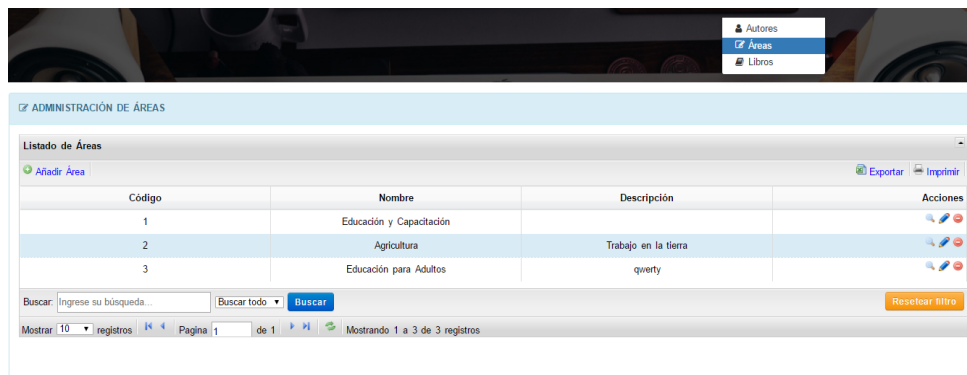 Autores
Áreas
Libros
ADMINISTRACIÓN DE ÁREAS
Listado de Áreas
Añadir Área Exportar Imprimir
Código Nombre Descripción Acciones
1 Educación y Capacitación
2 Agricultura Trabajo en la tierra
3 Educación para Adultos qwerty
Buscar: Ingrese su búsqueda... Buscar todo Buscar Resetear filtro
Mostrar 10 registros Pagina 1 de 1 Mostrando 1 a 3 de 3 registros